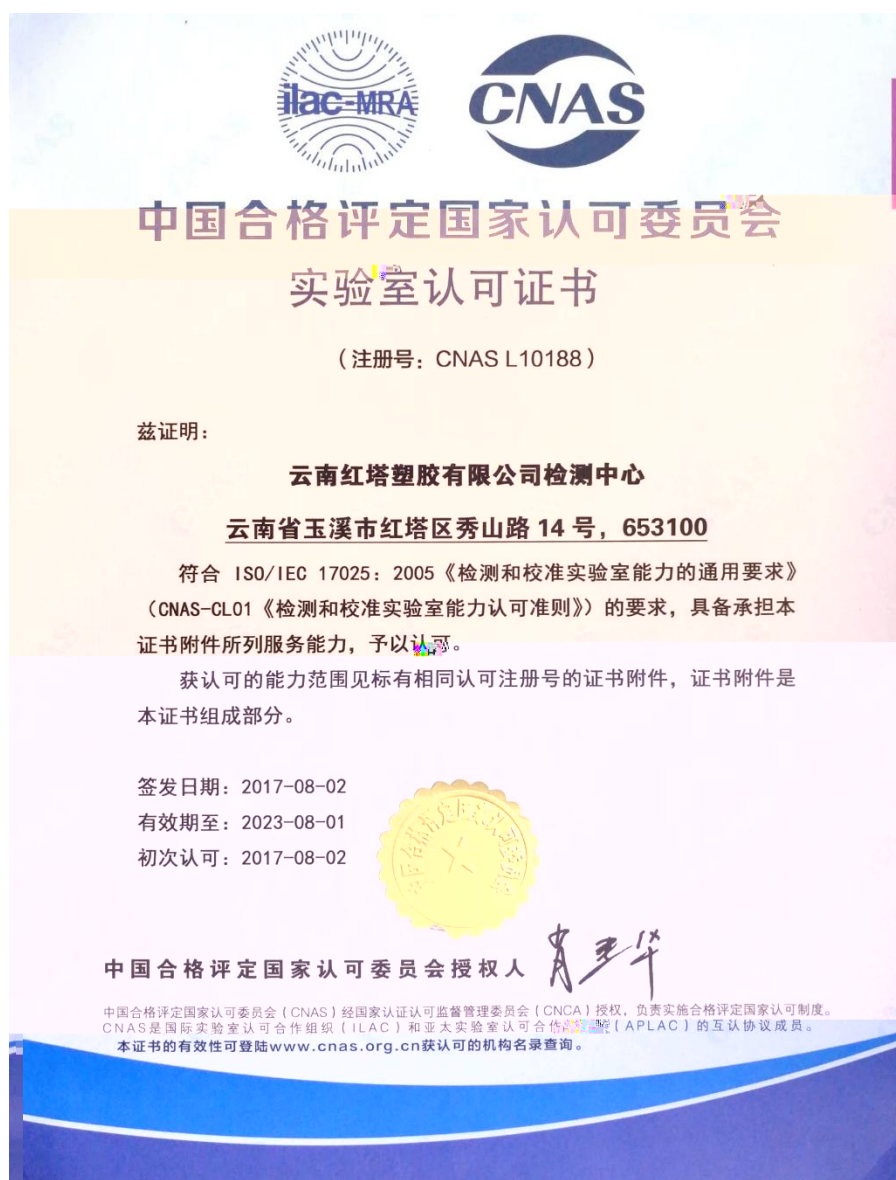 ilac-MRA
CNAS
中国合格评定国家认可委员会
实验室认可证书
（注册号：CNAS L10188）
兹证明：
云南红塔塑胶有限公司检测中心
云南省玉溪市红塔区秀山路 14 号，653100
符合 ISO/IEC 17025：2005《检测和校准实验室能力的通用要求》
（CNAS-CL01《检测和校准实验室能力认可准则》）的要求，具备承担本
证书附件所列服务能力，予以认可。
获认可的能力范围见标有相同认可注册号的证书附件，证书附件是
本证书组成部分。
签发日期：2017-08-02
有效期至：2023-08-01
初次认可：2017-08-02
中国合格评定国家认可委员会授权人
中国合格评定国家认可委员会（CNAS）经国家认证认可监督管理委员会（CNCA）授权，负责实施合格评定国家认可制度。
CNAS是国际实验室认可合作组织（ILAC）和亚太实验室认可合作（APLAC）的互认协议成员。
本证书的有效性可登陆www.cnas.org.cn获认可的机构名录查询。